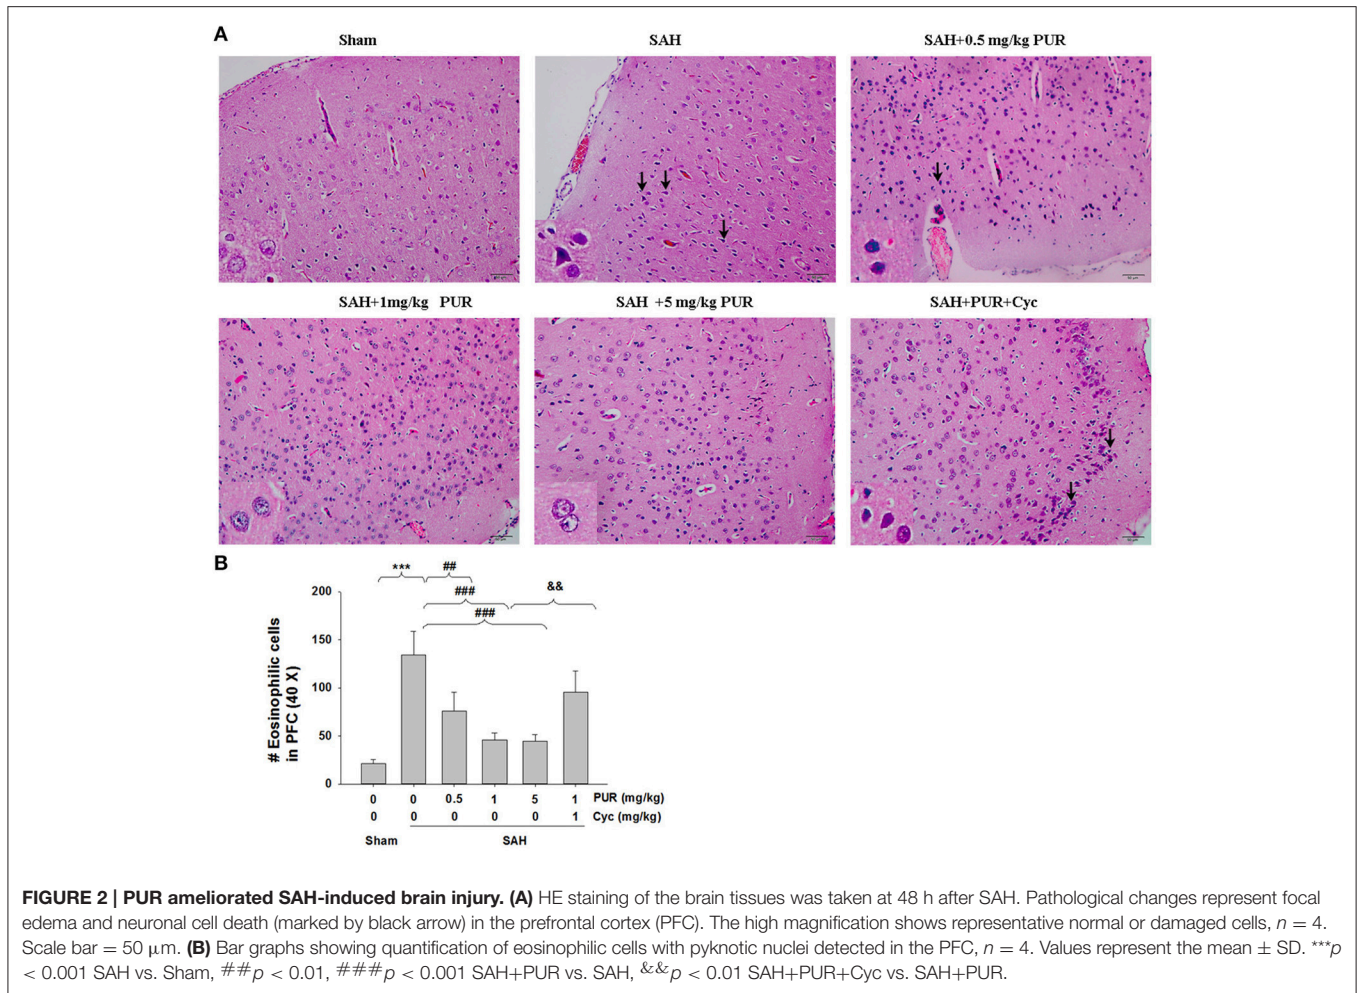 A
Sham
SAH
SAH+0.5 mg/kg PUR
SAH+1mg/kg PUR
SAH +5 mg/kg PUR
SAH+PUR+Cyc
B
*** ##
### &&
###
# Eosinophilic cells
in PFC (40 X)
200
150
100
50
0
0 0 0.5 1 5 1 PUR (mg/kg)
0 0 0 0 0 1 Cyc (mg/kg)
Sham SAH
FIGURE 2 | PUR ameliorated SAH-induced brain injury. (A) HE staining of the brain tissues was taken at 48 h after SAH. Pathological changes represent focal
edema and neuronal cell death (marked by black arrow) in the prefrontal cortex (PFC). The high magnification shows representative normal or damaged cells, n = 4.
Scale bar = 50 μm. (B) Bar graphs showing quantification of eosinophilic cells with pyknotic nuclei detected in the PFC, n = 4. Values represent the mean ± SD. ***p
< 0.001 SAH vs. Sham, ##p < 0.01, ###p < 0.001 SAH+PUR vs. SAH, &&p < 0.01 SAH+PUR+Cyc vs. SAH+PUR.